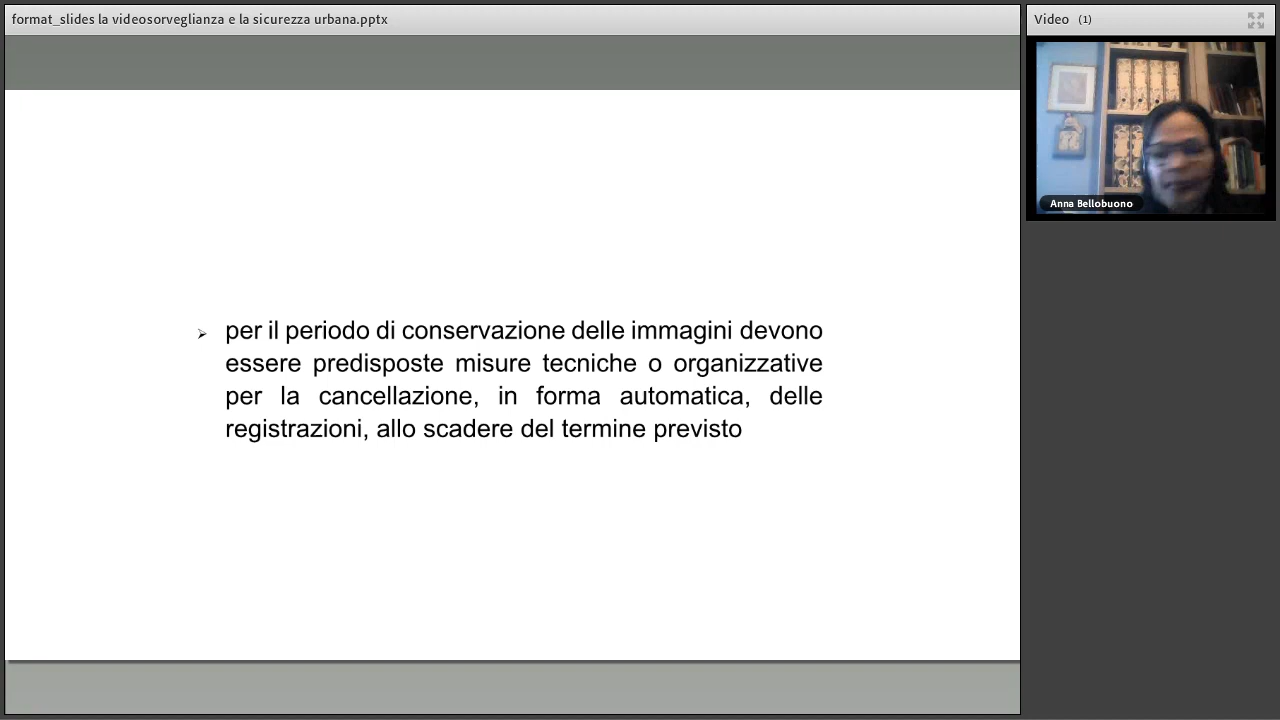 format_slides la videosorveglianza e la sicurezza urbana.pptx
Video (1)
Anna Bellobuono
per il periodo di conservazione delle immagini devono
essere predisposte misure tecniche o organizzative
per la cancellazione, in forma automatica, delle
registrazioni, allo scadere del termine previsto